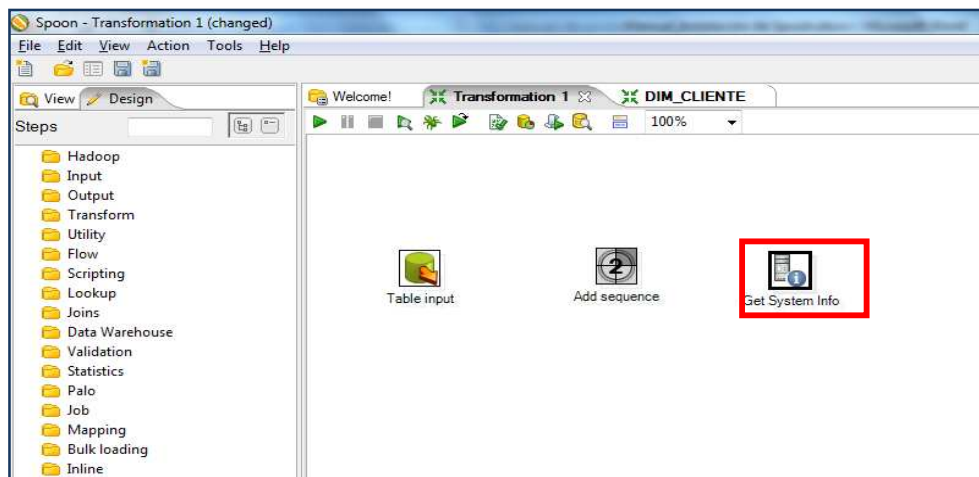 Spoon - Transformation 1 (changed)
File Edit View Action Tools Help
View Design
Welcome! Transformation 1 DIM_CLIENTE
Steps
100%
Hadoop
Input
Output
Transform
Utility
Flow
Scripting
Lookup
Joins
Data Warehouse
Validation
Statistics
Palo
Job
Mapping
Bulk loading
Inline
2
Table input
Add sequence
Get System Info